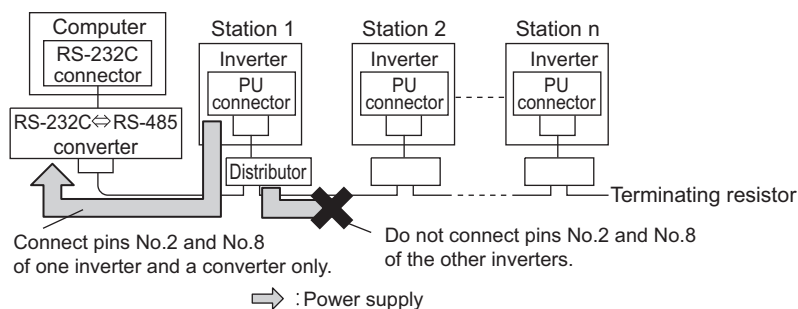 Computer
RS-232C
connector
RS-232C⇔RS-485
converter
Station 1
Inverter
PU
connector
Distributor
Station 2
Inverter
PU
connector
Station n
Inverter
PU
connector
Terminating resistor
Connect pins No.2 and No.8
of one inverter and a converter only.
Do not connect pins No.2 and No.8
of the other inverters.
: Power supply